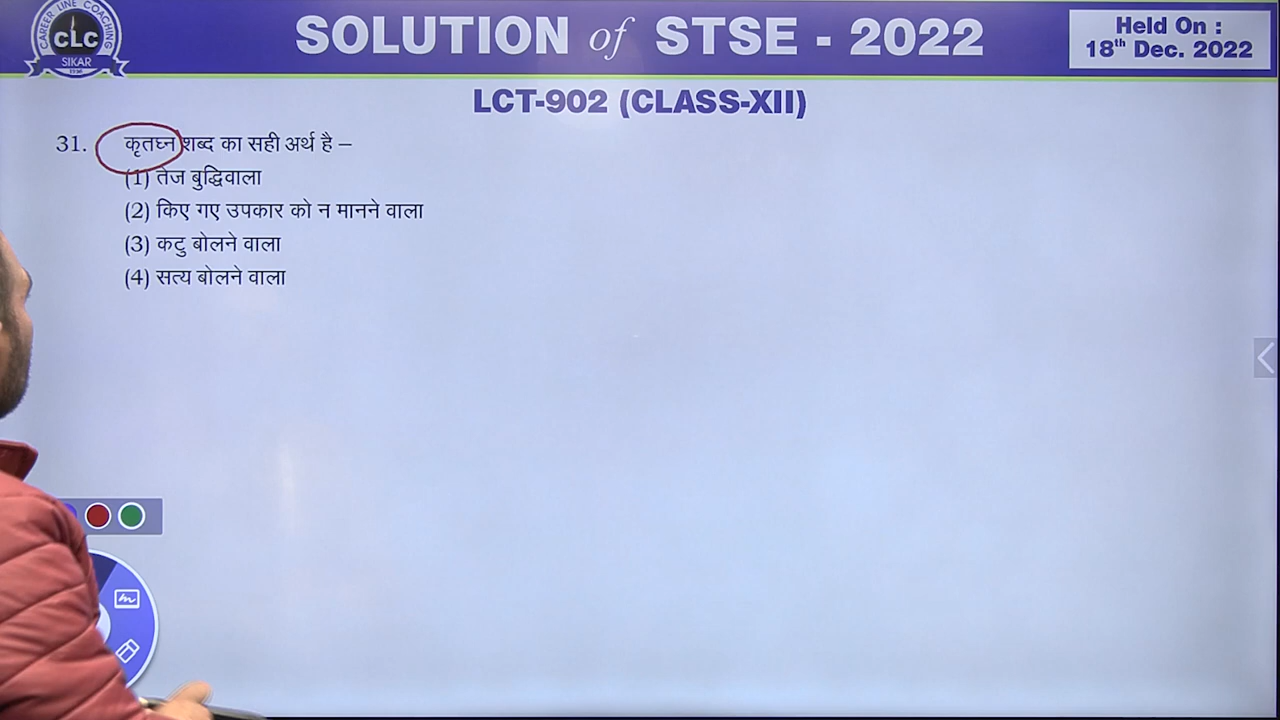 CAREER LINE COACHING
CLC
SIKAR
1996
SOLUTION of STSE - 2022
Held On :
18th Dec. 2022
LCT-902 (CLASS-XII)
31. कृतघ्न शब्द का सही अर्थ है –
(1) तेज बुद्धिवाला
(2) किए गए उपकार को न मानने वाला
(3) कटु बोलने वाला
(4) सत्य बोलने वाला